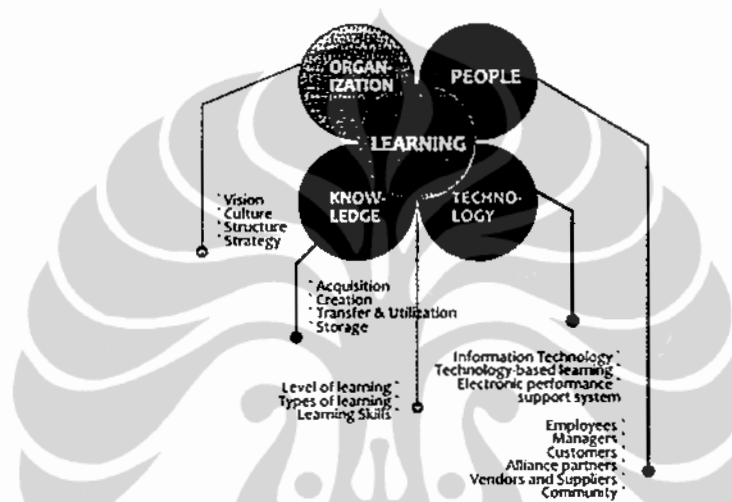 ORGAN-
IZATION
PEOPLE
LEARNING
KNOW-
LEDGE
TECHNO-
LOGY
Vision
Culture
Structure
Strategy
Acquisition
Creation
Transfer & Utilization
Storage
Level of learning
Types of learning
Learning Skills
Information Technology
Technology-based learning
Electronic performance
support system
Employees
Managers
Customers
Alliance partners
Vendors and Suppliers
Community